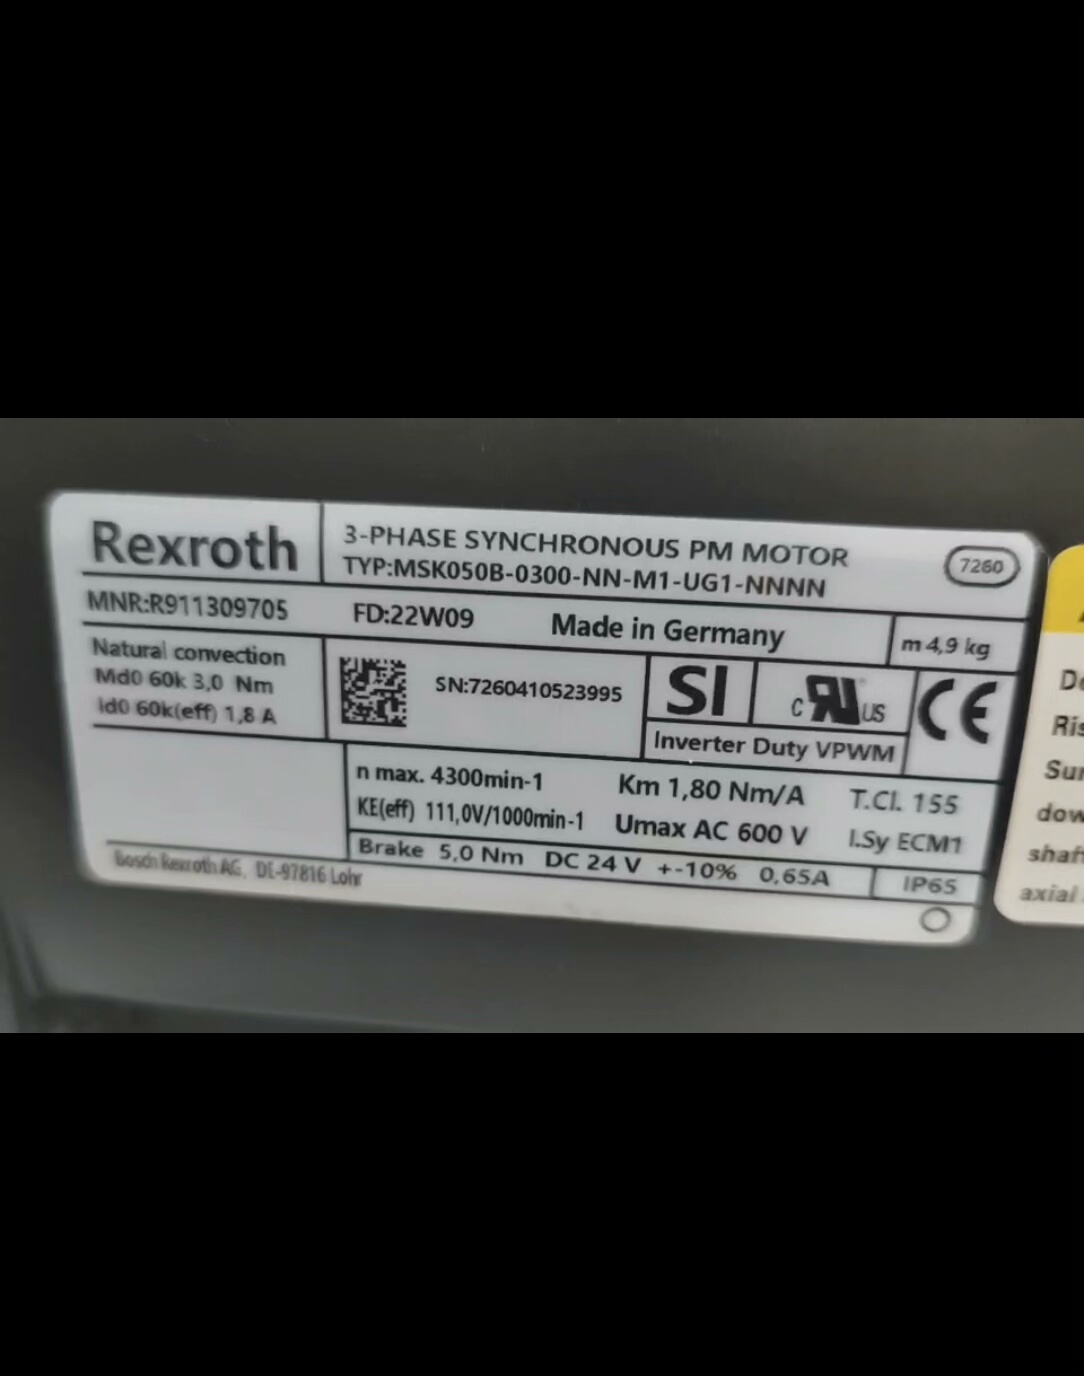 Rexroth
3-PHASE SYNCHRONOUS PM MOTOR
TYP:MSK050B-0300-NN-M1-UG1-NNNN
7260
MNR:R911309705
FD:22W09
Made in Germany
m 4,9 kg
Natural convection
Md0 60k 3,0 Nm
Id0 60k(eff) 1,8 A
SN:7260410523995
SI
c RU US
CE
Inverter Duty VPWM
n max. 4300min-1
Km 1,80 Nm/A
T.Cl. 155
KE(eff) 111,0V/1000min-1
Umax AC 600 V
I.Sy ECM1
Brake 5,0 Nm DC 24 V +-10% 0,65A
IP65
Bosch Rexroth AG, DE-97816 Lohr
axial